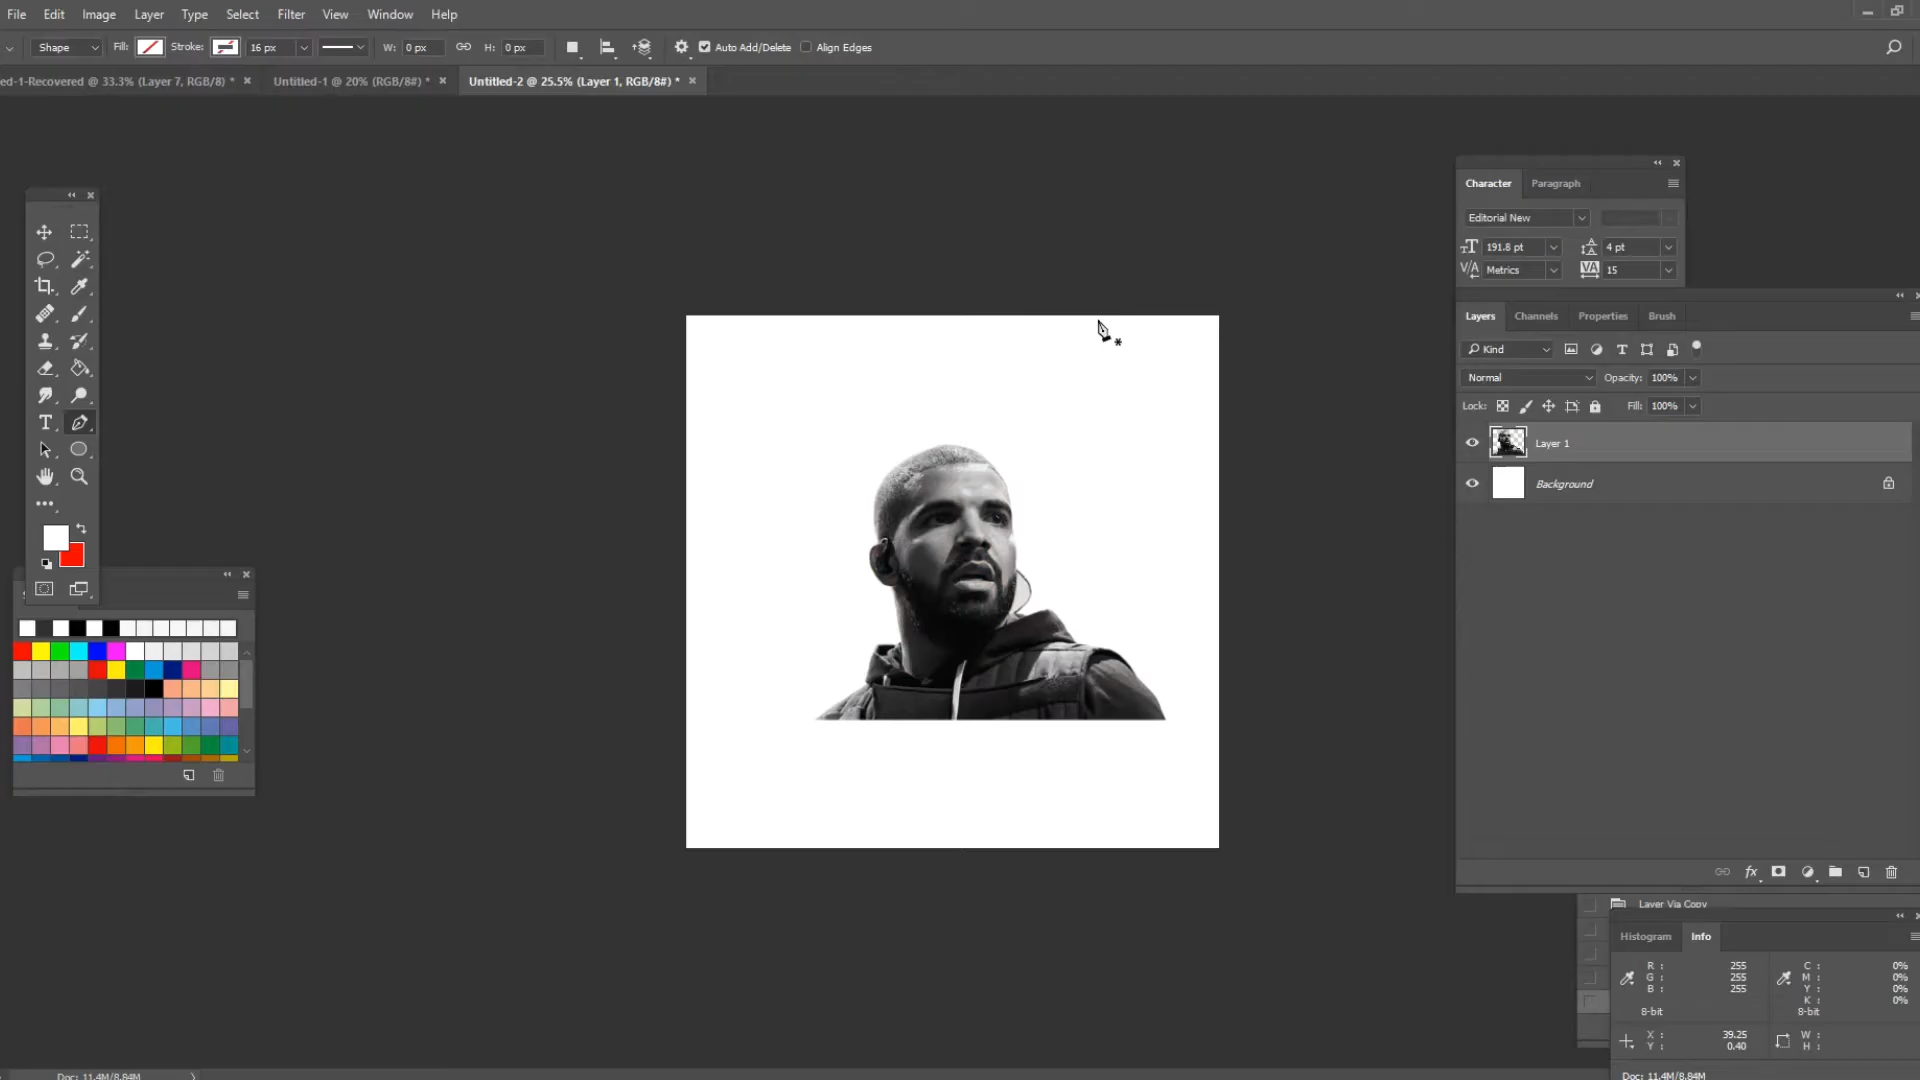 File Edit Image Layer Type Select Filter View Window Help
Shape Fill: Stroke: 16 px W: 0 px H: 0 px Auto Add/Delete Align Edges
ed-1-Recovered @ 33.3% (Layer 7, RGB/8) * Untitled-1 @ 20% (RGB/8#) * Untitled-2 @ 25.5% (Layer 1, RGB/8#) *
Character Paragraph
Editorial New
191.8 pt 4 pt
Metrics 15
Layers Channels Properties Brush
Kind
Normal Opacity: 100%
Lock: Fill: 100%
Layer 1
Background
Layer Via Copy
Histogram Info
R : 255 C : 0%
G : 255 M : 0%
B : 255 Y : 0%
K : 0%
8-bit 8-bit
X : 39.25 W :
Y : 0.40 H :
Doc: 11.4M/8.84M Doc: 11.4M/8.84M